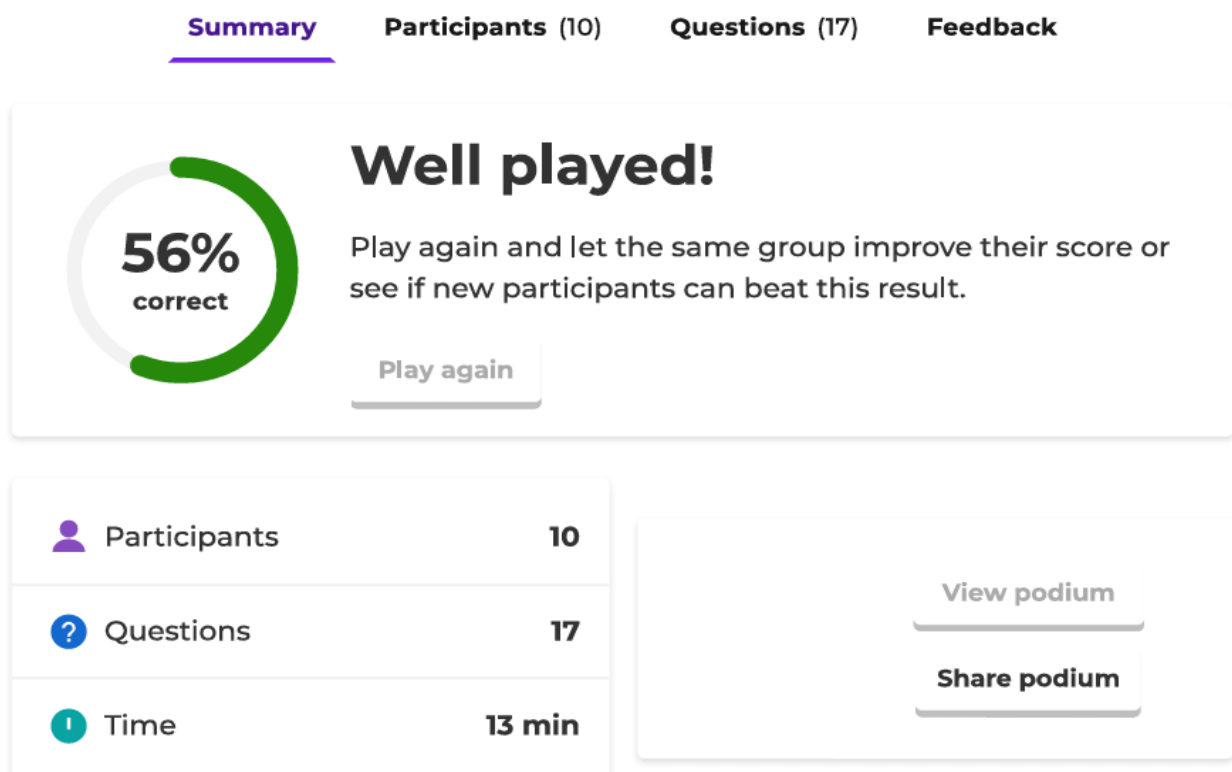 Summary Participants (10) Questions (17) Feedback
56%
correct
Well played!
Play again and let the same group improve their score or
see if new participants can beat this result.
Play again
Participants 10
? Questions 17
Time 13 min
View podium
Share podium